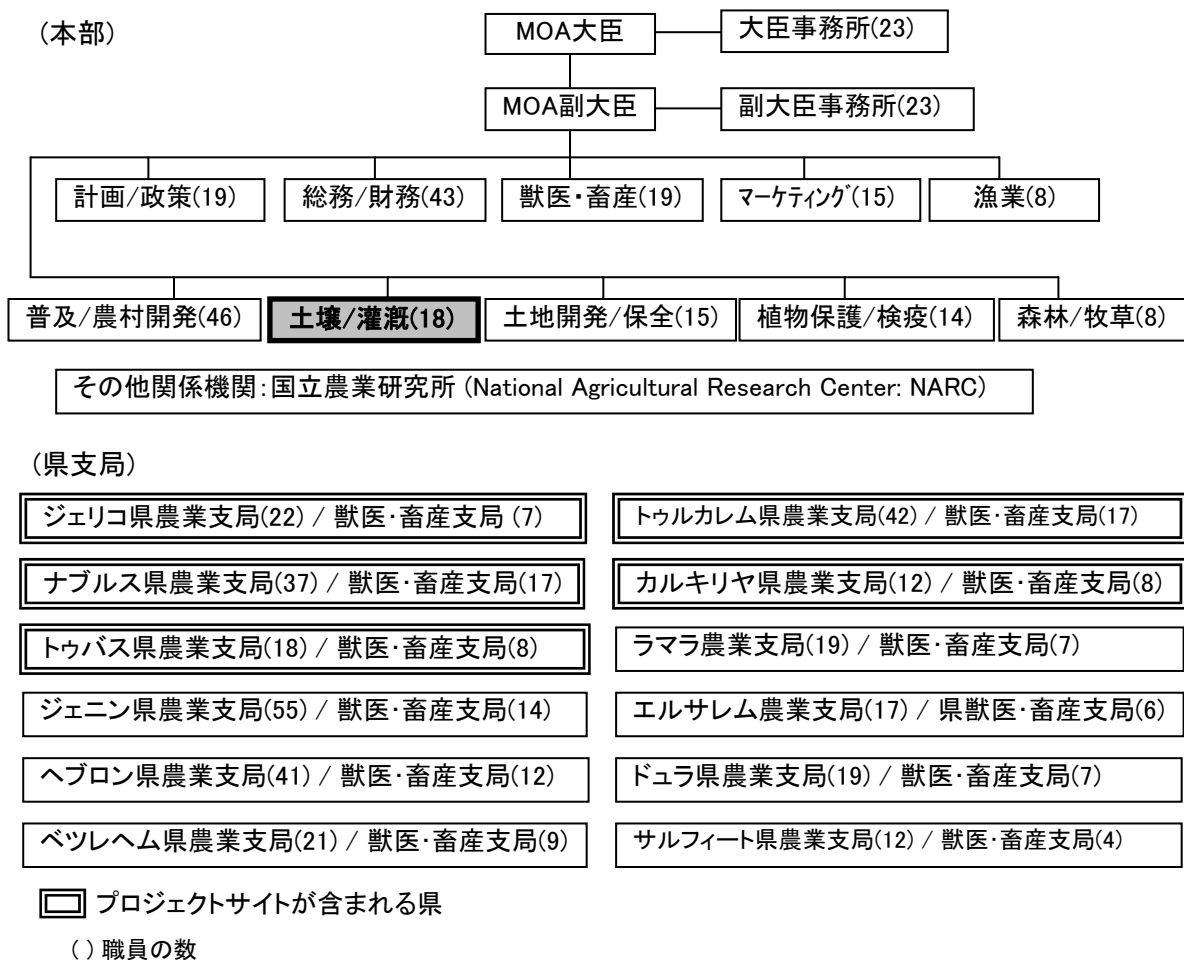 （本部）
MOA大臣
大臣事務所(23)
MOA副大臣
副大臣事務所(23)
計画/政策(19)
総務/財務(43)
獣医・畜産(19)
ﾏｰｹﾃｨﾝｸﾞ(15)
漁業(8)
普及/農村開発(46)
土壌/灌漑(18)
土地開発/保全(15)
植物保護/検疫(14)
森林/牧草(8)
その他関係機関：国立農業研究所 (National Agricultural Research Center: NARC)
（県支局）
ジェリコ県農業支局(22) / 獣医・畜産支局 (7)
トゥルカレム県農業支局(42) / 獣医・畜産支局(17)
ナブルス県農業支局(37) / 獣医・畜産支局(17)
カルキリヤ県農業支局(12) / 獣医・畜産支局(8)
トゥバス県農業支局(18) / 獣医・畜産支局(8)
ラマラ農業支局(19) / 獣医・畜産支局(7)
ジェニン県農業支局(55) / 獣医・畜産支局(14)
エルサレム農業支局(17) / 県獣医・畜産支局(6)
ヘブロン県農業支局(41) / 獣医・畜産支局(12)
ドュラ県農業支局(19) / 獣医・畜産支局(7)
ベツレヘム県農業支局(21) / 獣医・畜産支局(9)
サルフィート県農業支局(12) / 獣医・畜産支局(4)
プロジェクトサイトが含まれる県
( ) 職員の数